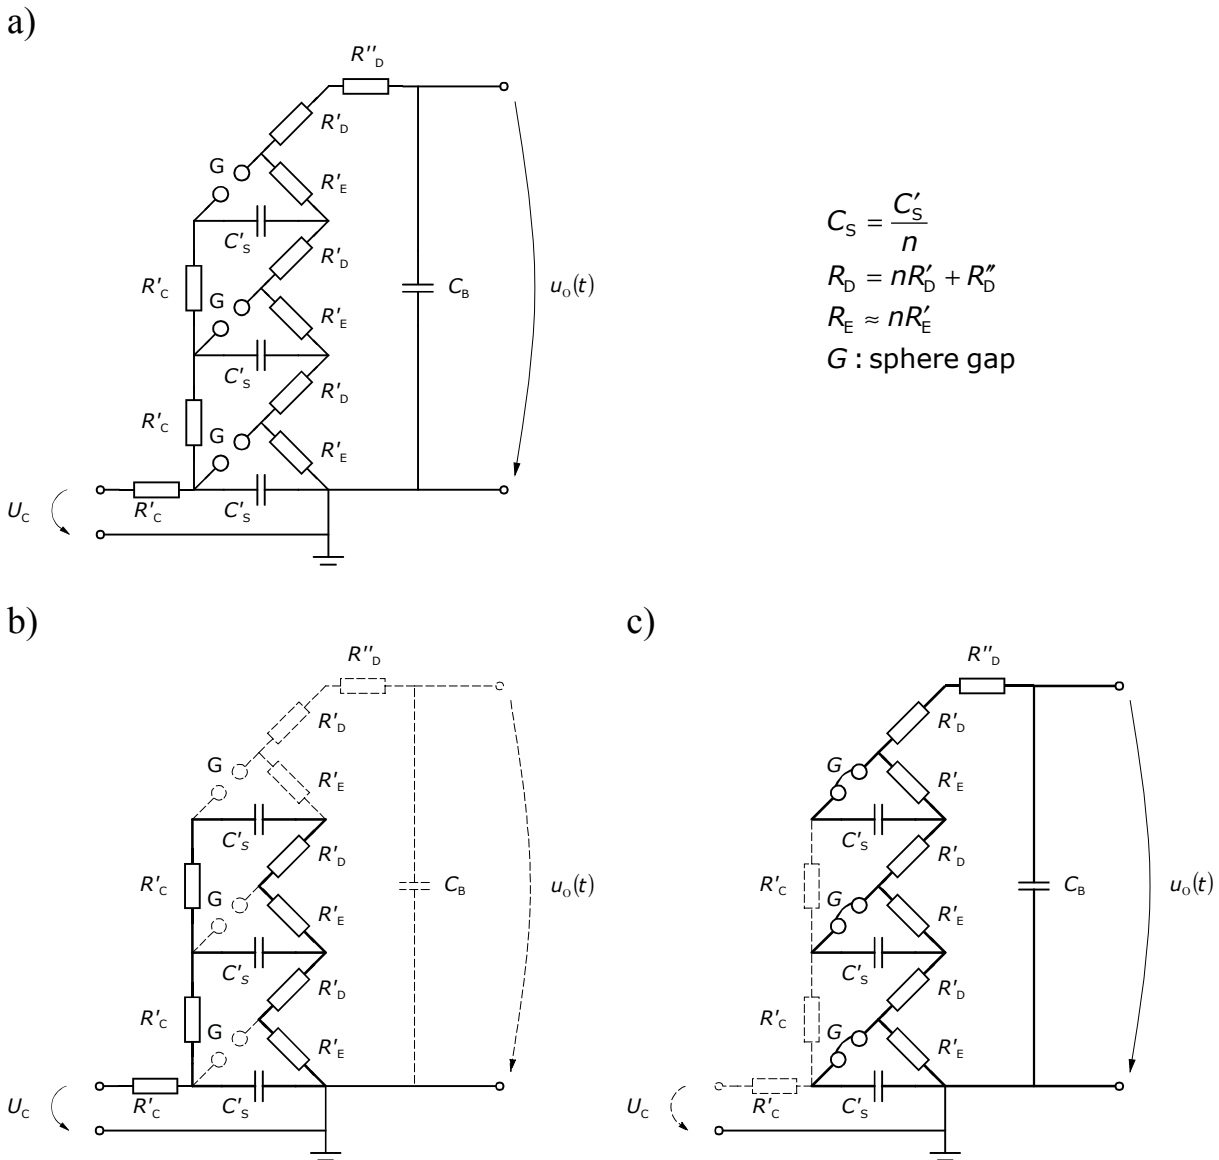 a)
R''D
R'D
G
R'E
C'S
R'D
R'C
G
CB
uo(t)
R'E
C'S
R'D
R'C
G
R'E
UC
R'C
C'S
CS = C'S/n
RD = nR'D + R''D
RE ≈ nR'E
G : sphere gap
b)
R''D
R'D
G
R'E
C's
R'D
R'C
G
CB
uo(t)
R'E
C's
R'D
R'C
G
R'E
UC
R'C
C'S
c)
R''D
R'D
G
R'E
C'S
R'D
R'C
G
CB
uo(t)
R'E
C'S
R'D
R'C
G
R'E
UC
R'C
C'S